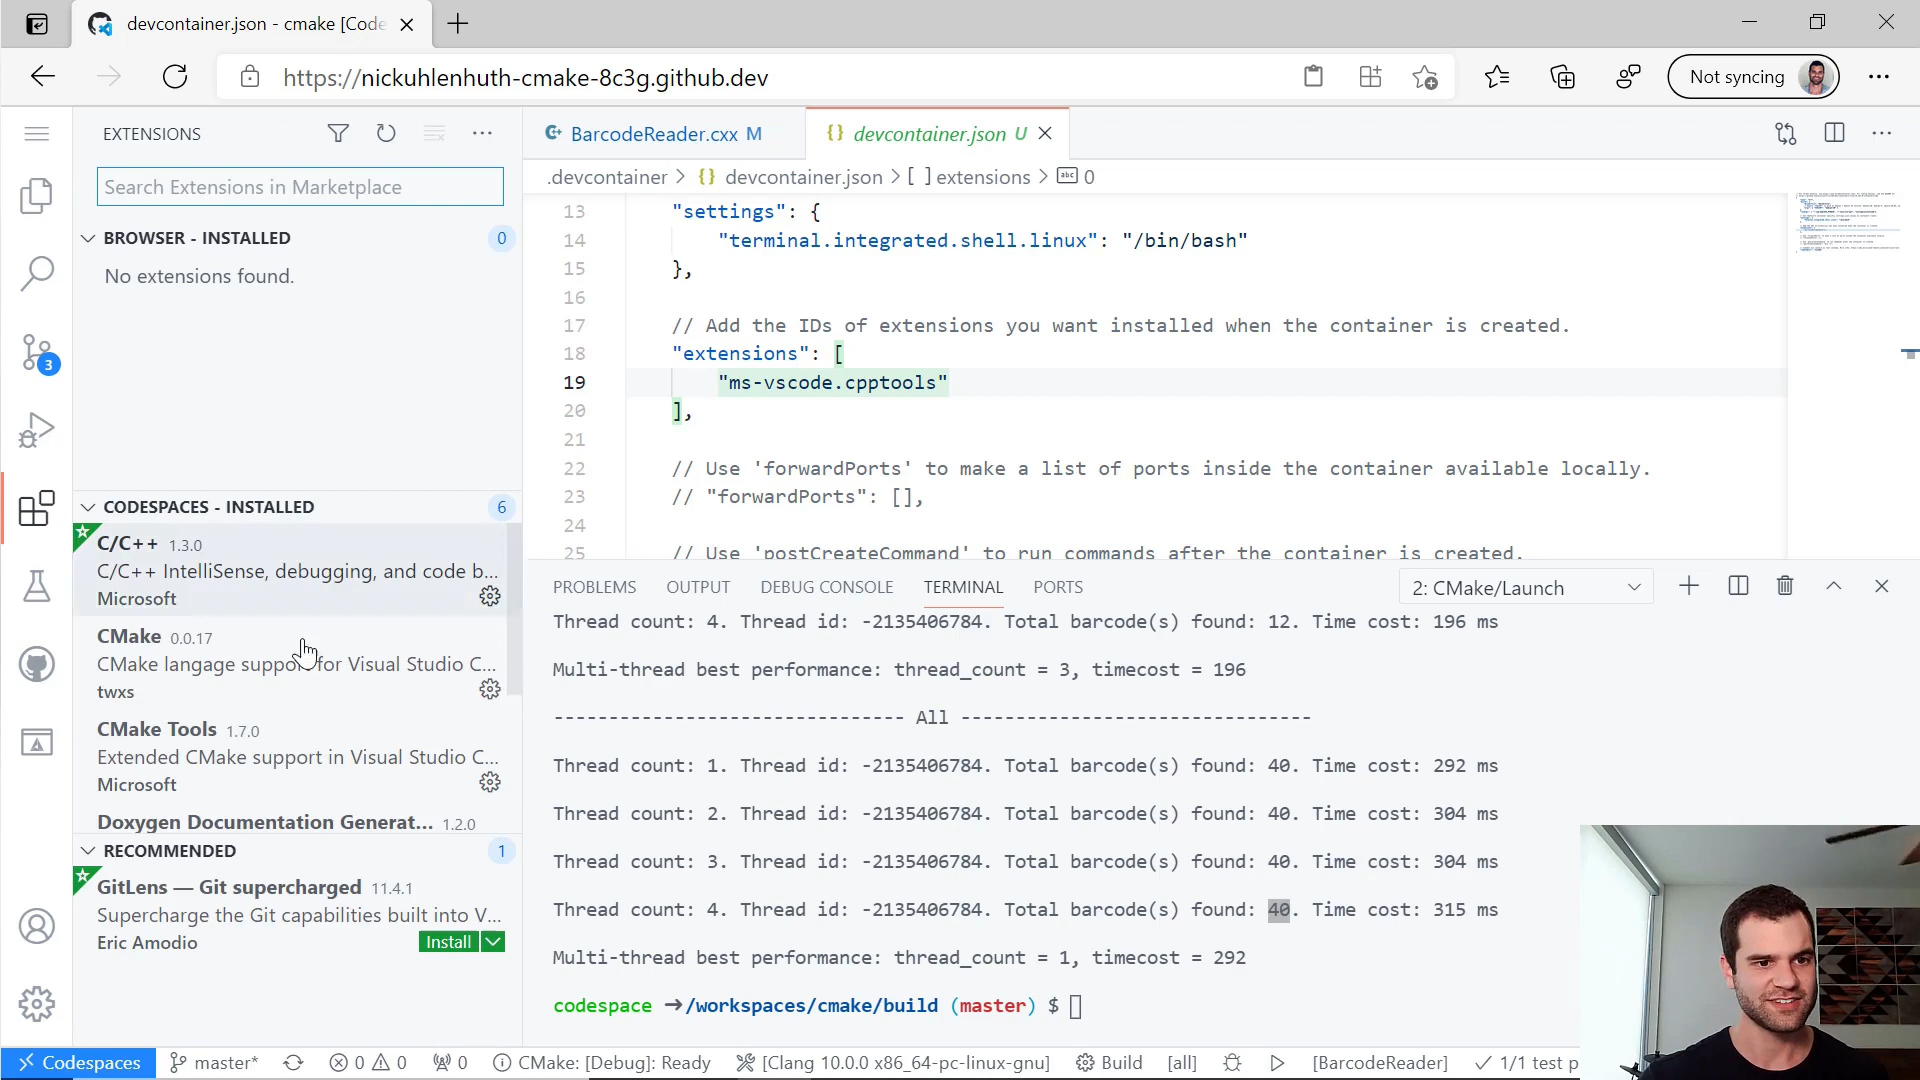 devcontainer.json - cmake [Code
https://nickuhlenhuth-cmake-8c3g.github.dev
Not syncing
EXTENSIONS
Search Extensions in Marketplace
BROWSER - INSTALLED
0
No extensions found.
3
CODESPACES - INSTALLED
6
C/C++ 1.3.0
C/C++ IntelliSense, debugging, and code b...
Microsoft
CMake 0.0.17
CMake langage support for Visual Studio C...
twxs
CMake Tools 1.7.0
Extended CMake support in Visual Studio C...
Microsoft
Doxygen Documentation Generat... 1.2.0
RECOMMENDED
1
GitLens — Git supercharged 11.4.1
Supercharge the Git capabilities built into V...
Eric Amodio
Install
BarcodeReader.cxx M
{} devcontainer.json U
.devcontainer > {} devcontainer.json > [ ] extensions > abc 0
13 "settings": {
14 "terminal.integrated.shell.linux": "/bin/bash"
15 },
16
17 // Add the IDs of extensions you want installed when the container is created.
18 "extensions": [
19 "ms-vscode.cpptools"
20 ],
21
22 // Use 'forwardPorts' to make a list of ports inside the container available locally.
23 // "forwardPorts": [],
24
25 // Use 'postCreateCommand' to run commands after the container is created.
PROBLEMS OUTPUT DEBUG CONSOLE TERMINAL PORTS
2: CMake/Launch
Thread count: 4. Thread id: -2135406784. Total barcode(s) found: 12. Time cost: 196 ms
Multi-thread best performance: thread_count = 3, timecost = 196
------------------------------- All -------------------------------
Thread count: 1. Thread id: -2135406784. Total barcode(s) found: 40. Time cost: 292 ms
Thread count: 2. Thread id: -2135406784. Total barcode(s) found: 40. Time cost: 304 ms
Thread count: 3. Thread id: -2135406784. Total barcode(s) found: 40. Time cost: 304 ms
Thread count: 4. Thread id: -2135406784. Total barcode(s) found: 40. Time cost: 315 ms
Multi-thread best performance: thread_count = 1, timecost = 292
codespace ➜/workspaces/cmake/build (master) $
Codespaces master* 0 0 0 CMake: [Debug]: Ready [Clang 10.0.0 x86_64-pc-linux-gnu] Build [all] [BarcodeReader] 1/1 test p